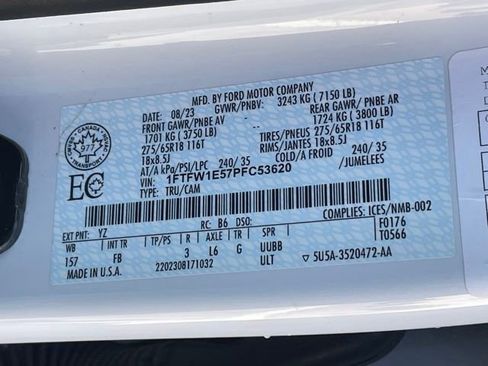 MFD. BY FORD MOTOR COMPANY
DATE: 08/23 GVWR/PNBV: 3243 KG ( 7150 LB)
FRONT GAWR/PNBE AV REAR GAWR/ PNBE AR
1701 KG ( 3750 LB) 1724 KG ( 3800 LB)
275/65R18 116T TIRES/PNEUS 275/65R18 116T
18x8.5J RIMS/JANTES 18x8.5J
AT/A kPa/PSI/LPC 240/ 35 COLD/A FROID 240/ 35
VIN: 1FTFW1E57PFC53620 /JUMELEES
TYPE: TRU/CAM
CANADA
TRANSPORT
EC
COMPLIES: ICES/NMB-002
EXT PNT: YZ RC: B6 DSO: F0176
WB INT TR TP/PS R AXLE TR SPR T0566
157 FB 3 L6 G UUBB
MADE IN U.S.A. 2202308171032 ULT 5U5A-3520472-AA